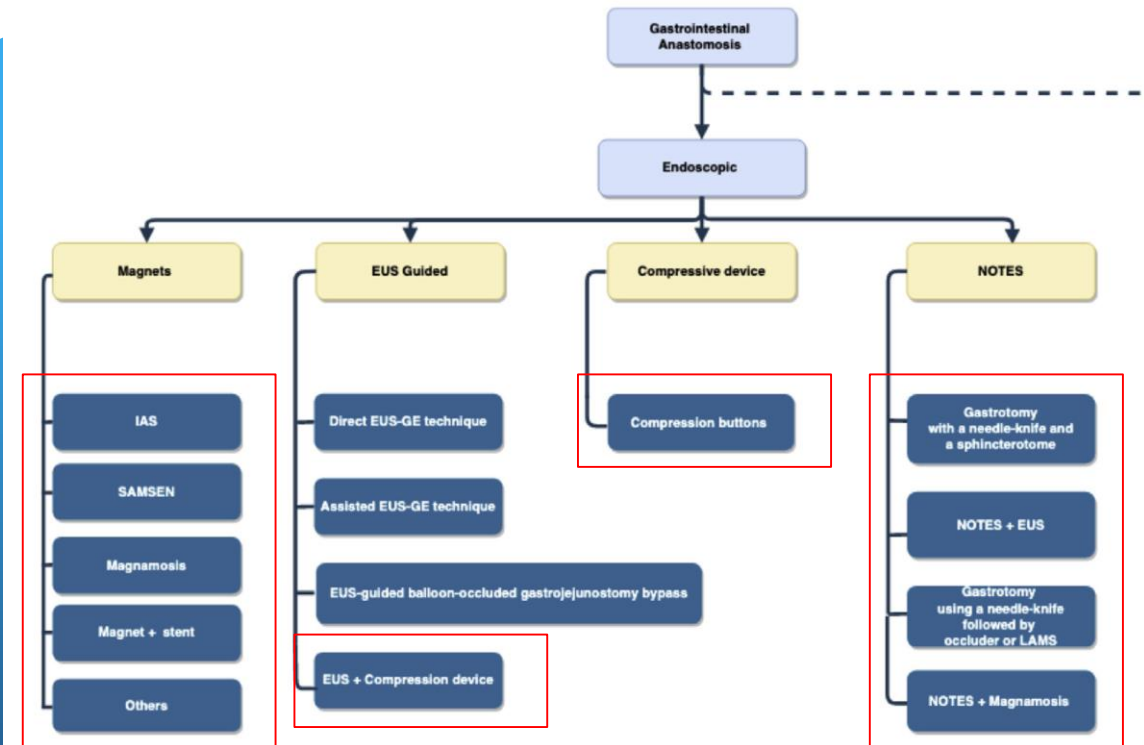 Gastrointestinal
Anastomosis
Endoscopic
Magnets
EUS Guided
Compressive device
NOTES
IAS
SAMSEN
Magnamosis
Magnet + stent
Others
Direct EUS-GE technique
Assisted EUS-GE technique
EUS-guided balloon-occluded gastrojejunostomy bypass
EUS + Compression device
Compression buttons
Gastrotomy
with a needle-knife and
a sphincterotome
NOTES + EUS
Gastrotomy
using a needle-knife
followed by
occluder or LAMS
NOTES + Magnamosis